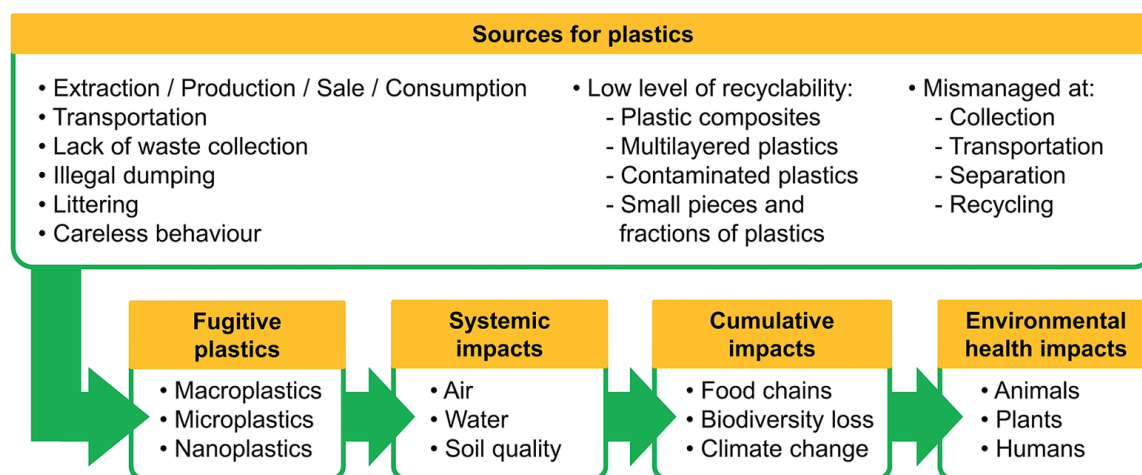 Sources for plastics
• Extraction / Production / Sale / Consumption
• Transportation
• Lack of waste collection
• Illegal dumping
• Littering
• Careless behaviour
• Low level of recyclability:
- Plastic composites
- Multilayered plastics
- Contaminated plastics
- Small pieces and
fractions of plastics
• Mismanaged at:
- Collection
- Transportation
- Separation
- Recycling
Fugitive
plastics
• Macroplastics
• Microplastics
• Nanoplastics
Systemic
impacts
• Air
• Water
• Soil quality
Cumulative
impacts
• Food chains
• Biodiversity loss
• Climate change
Environmental
health impacts
• Animals
• Plants
• Humans